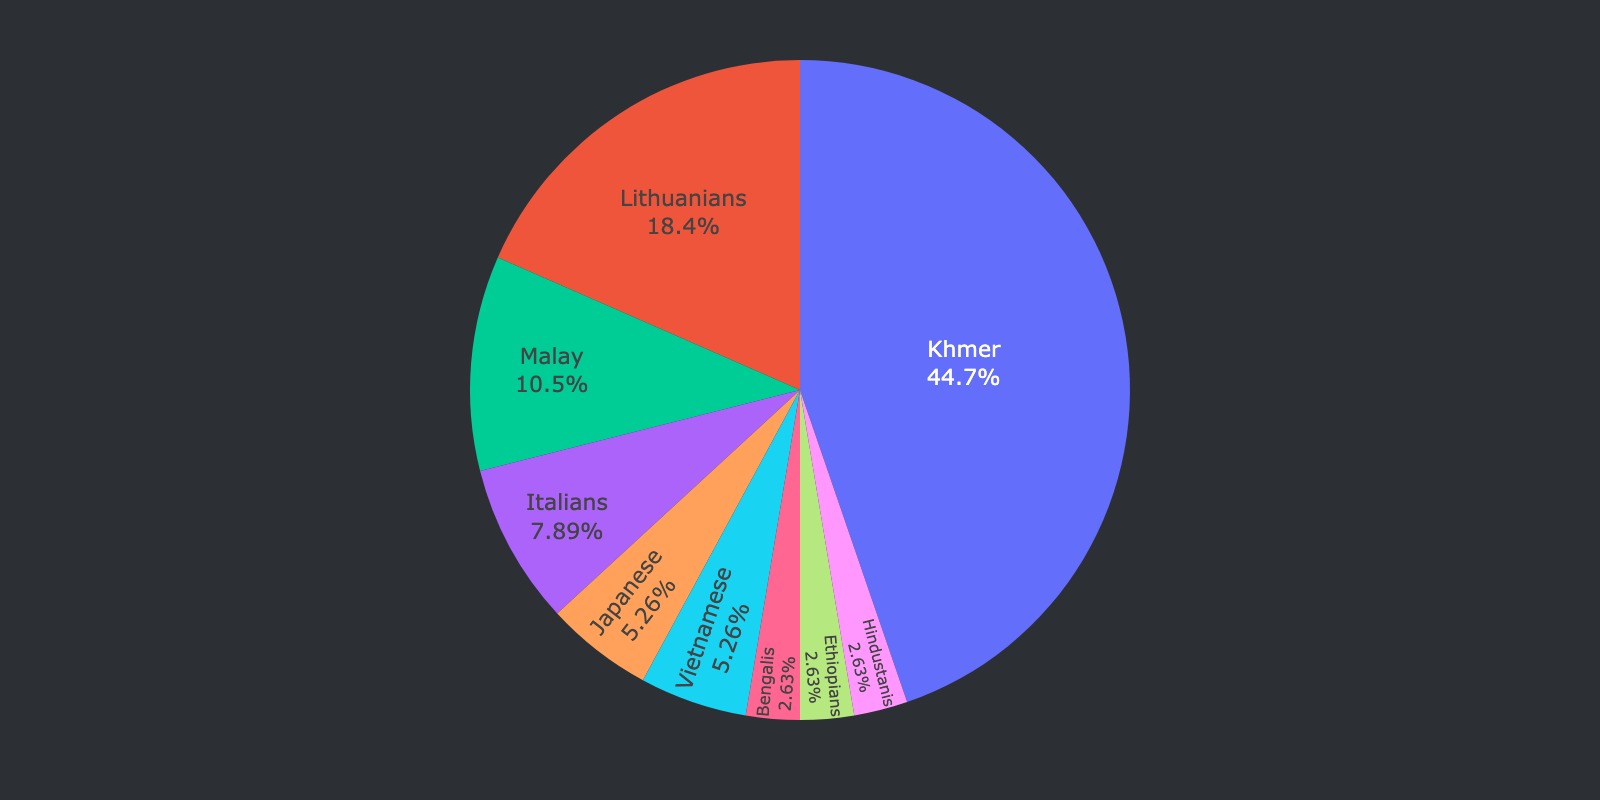 Lithuanians
18.4%
Khmer
44.7%
Malay
10.5%
Italians
7.89%
Japanese
5.26%
Vietnamese
5.26%
Bengalis
2.63%
Ethiopians
2.63%
Hindustanis
2.63%